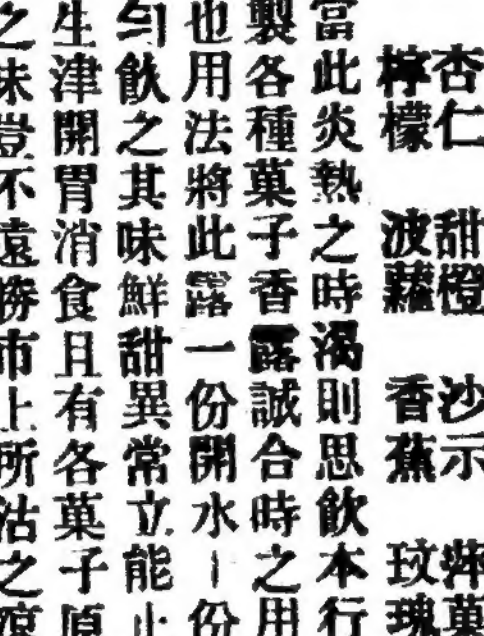 杏仁 甜橙 沙示 菓
檸檬 波蘿 香蕉 玫瑰
當此炎熱之時渴則思飲本行
製各種菓子香露誠合時之用
也用法將此露一份開水〡份
勻飲之其味鮮甜異常立能止
生津開胃消食且有各菓子原
之味豈不遠勝市上所沽之涼